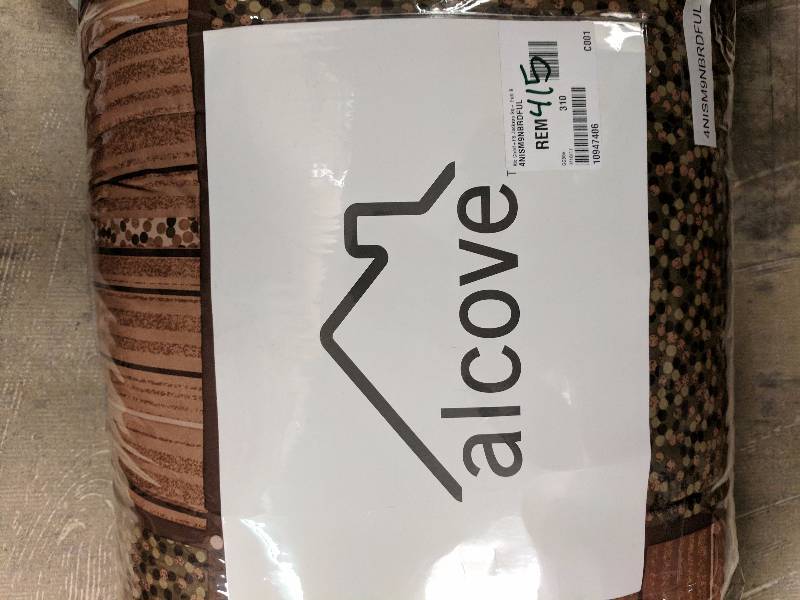 alcove
4NISM9NBRDFUL
REM
415
310
C001
10947406
4NISM9NBRDFUL